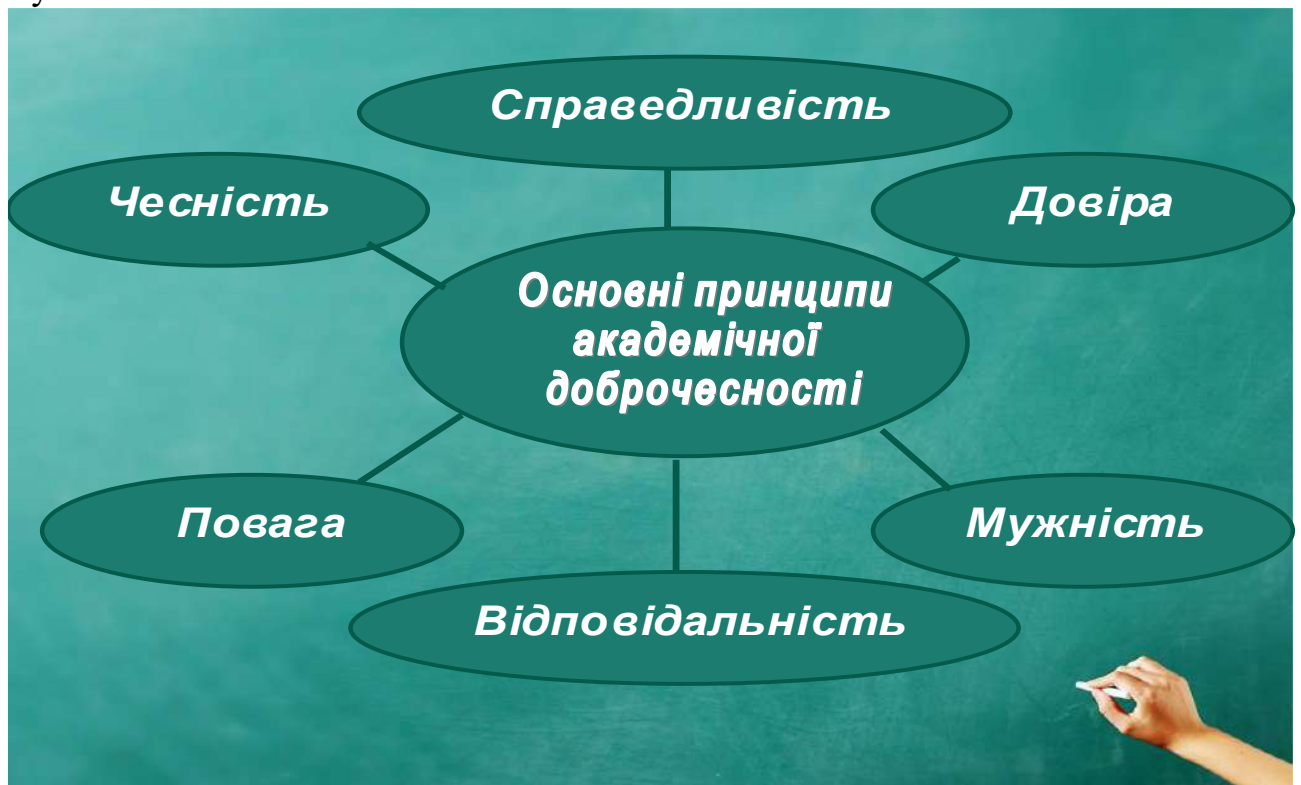 Справедливість
Чесність
Довіра
Основні принципи
академічної
доброчесності
Повага
Мужність
Відповідальність